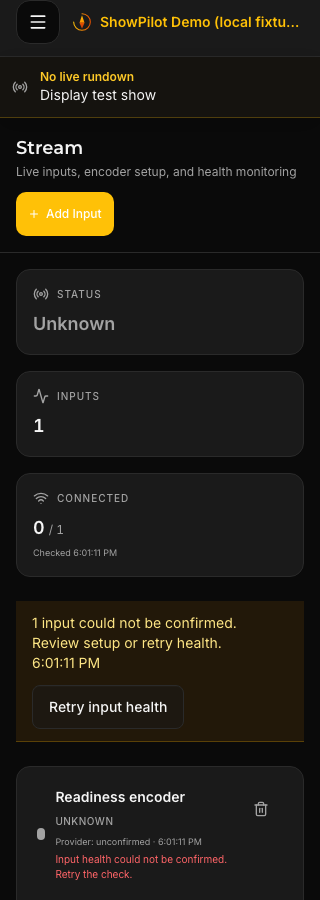 ShowPilot Demo (local fixtu...
No live rundown
Display test show
Stream
Live inputs, encoder setup, and health monitoring
+ Add Input
STATUS
Unknown
INPUTS
1
CONNECTED
0 / 1
Checked 6:01:11 PM
1 input could not be confirmed.
Review setup or retry health.
6:01:11 PM
Retry input health
Readiness encoder
UNKNOWN
Provider: unconfirmed · 6:01:11 PM
Input health could not be confirmed.
Retry the check.